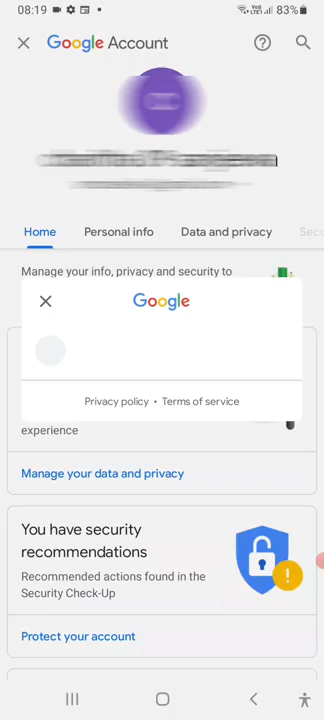 08:19 83%
Google Account
Home Personal info Data and privacy Secu
Manage your info, privacy and security to
Google
Privacy policy • Terms of service
experience
Manage your data and privacy
You have security
recommendations
Recommended actions found in the
Security Check-Up
Protect your account